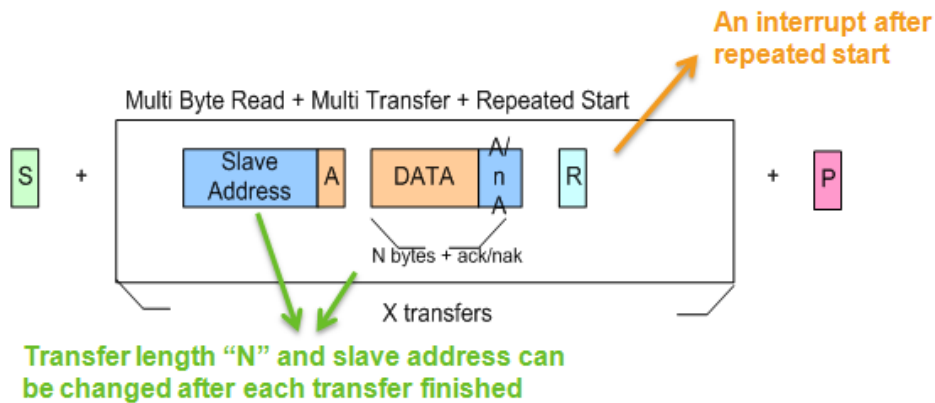 An interrupt after
repeated start
Multi Byte Read + Multi Transfer + Repeated Start
S
+
Slave
Address
A
DATA
A/
n
A
R
+
P
N bytes + ack/nak
X transfers
Transfer length “N” and slave address can
be changed after each transfer finished